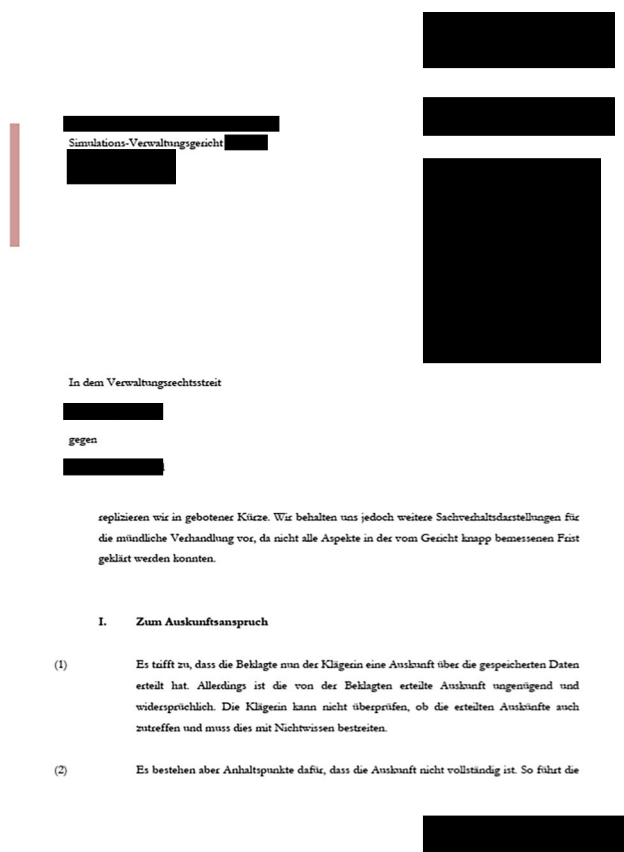 Simulations-Verwaltungsgericht
In dem Verwaltungsrechtsstreit
gegen
replizieren wir in gebotener Kürze. Wir behalten uns jedoch weitere Sachverhaltsdarstellungen für
die mündliche Verhandlung vor, da nicht alle Aspekte in der vom Gericht knapp bemessenen Frist
geklärt werden konnten.
I. Zum Auskunftsanspruch
(1) Es trifft zu, dass die Beklagte nun der Klägerin eine Auskunft über die gespeicherten Daten
erteilt hat. Allerdings ist die von der Beklagten erteilte Auskunft ungenügend und
widersprüchlich. Die Klägerin kann nicht überprüfen, ob die erteilten Auskünfte auch
zutreffen und muss dies mit Nichtwissen bestreiten.
(2) Es bestehen aber Anhaltspunkte dafür, dass die Auskunft nicht vollständig ist. So führt die